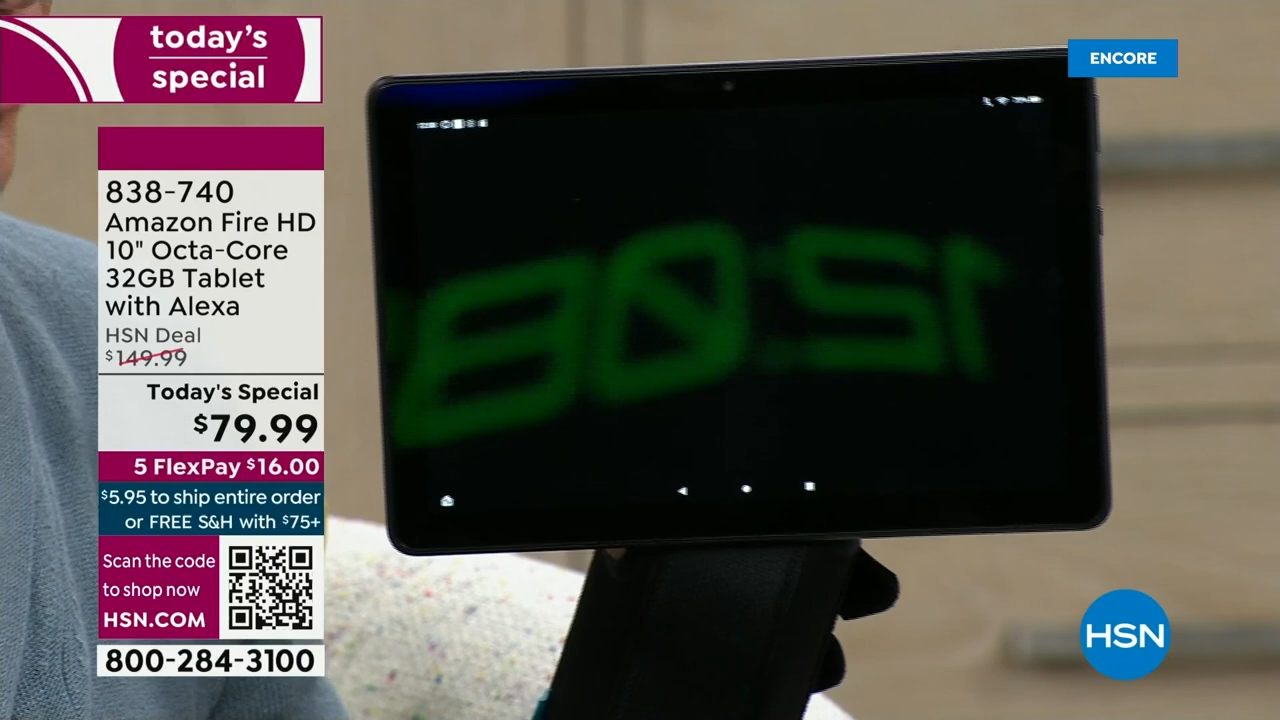 today's
special
ENCORE
838-740
Amazon Fire HD
10" Octa-Core
32GB Tablet
with Alexa
HSN Deal
$149.99
Today's Special
$79.99
5 FlexPay $16.00
$5.95 to ship entire order
or FREE S&H with $75+
Scan the code
to shop now
HSN.COM
800-284-3100
HSN